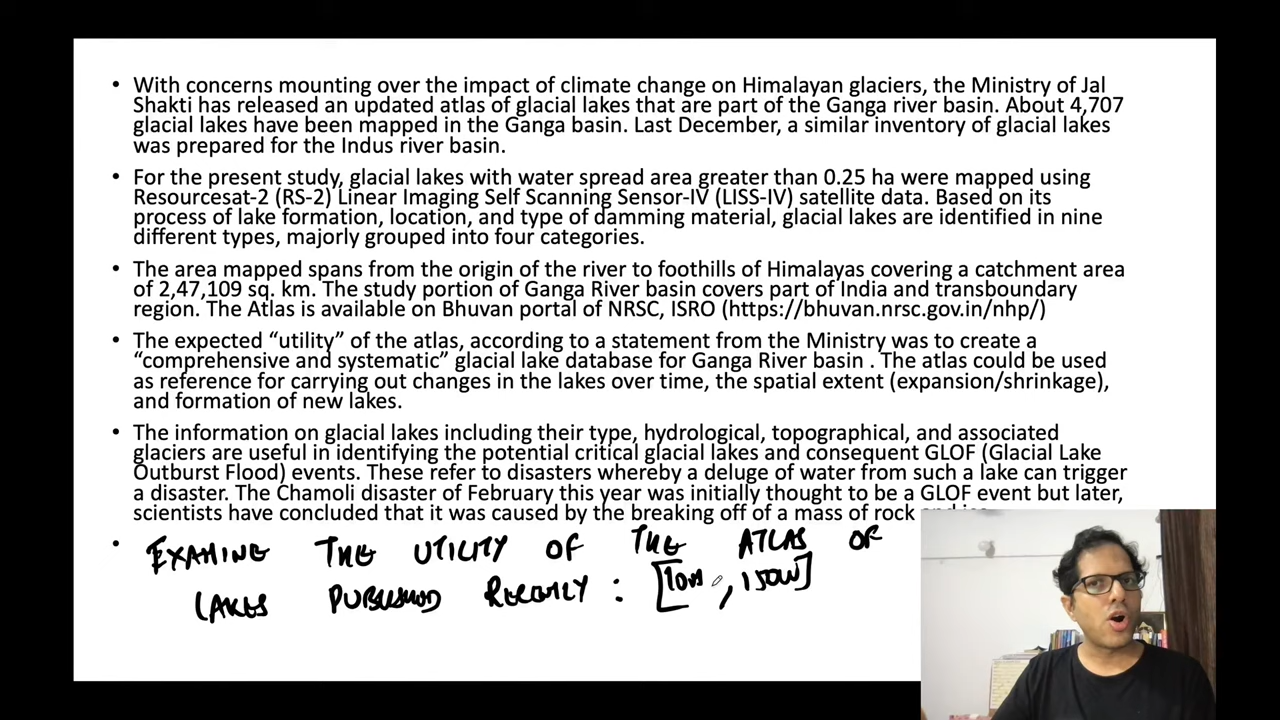 • With concerns mounting over the impact of climate change on Himalayan glaciers, the Ministry of Jal
Shakti has released an updated atlas of glacial lakes that are part of the Ganga river basin. About 4,707
glacial lakes have been mapped in the Ganga basin. Last December, a similar inventory of glacial lakes
was prepared for the Indus river basin.
• For the present study, glacial lakes with water spread area greater than 0.25 ha were mapped using
Resourcesat-2 (RS-2) Linear Imaging Self Scanning Sensor-IV (LISS-IV) satellite data. Based on its
process of lake formation, location, and type of damming material, glacial lakes are identified in nine
different types, majorly grouped into four categories.
• The area mapped spans from the origin of the river to foothills of Himalayas covering a catchment area
of 2,47,109 sq. km. The study portion of Ganga River basin covers part of India and transboundary
region. The Atlas is available on Bhuvan portal of NRSC, ISRO (https://bhuvan.nrsc.gov.in/nhp/)
• The expected “utility” of the atlas, according to a statement from the Ministry was to create a
“comprehensive and systematic” glacial lake database for Ganga River basin . The atlas could be used
as reference for carrying out changes in the lakes over time, the spatial extent (expansion/shrinkage),
and formation of new lakes.
• The information on glacial lakes including their type, hydrological, topographical, and associated
glaciers are useful in identifying the potential critical glacial lakes and consequent GLOF (Glacial Lake
Outburst Flood) events. These refer to disasters whereby a deluge of water from such a lake can trigger
a disaster. The Chamoli disaster of February this year was initially thought to be a GLOF event but later,
scientists have concluded that it was caused by the breaking off of a mass of rock
• EXAMINE THE UTILITY OF THE ATLAS OF
LAKES PUBLISHED RECENTLY : [10M, 150W]